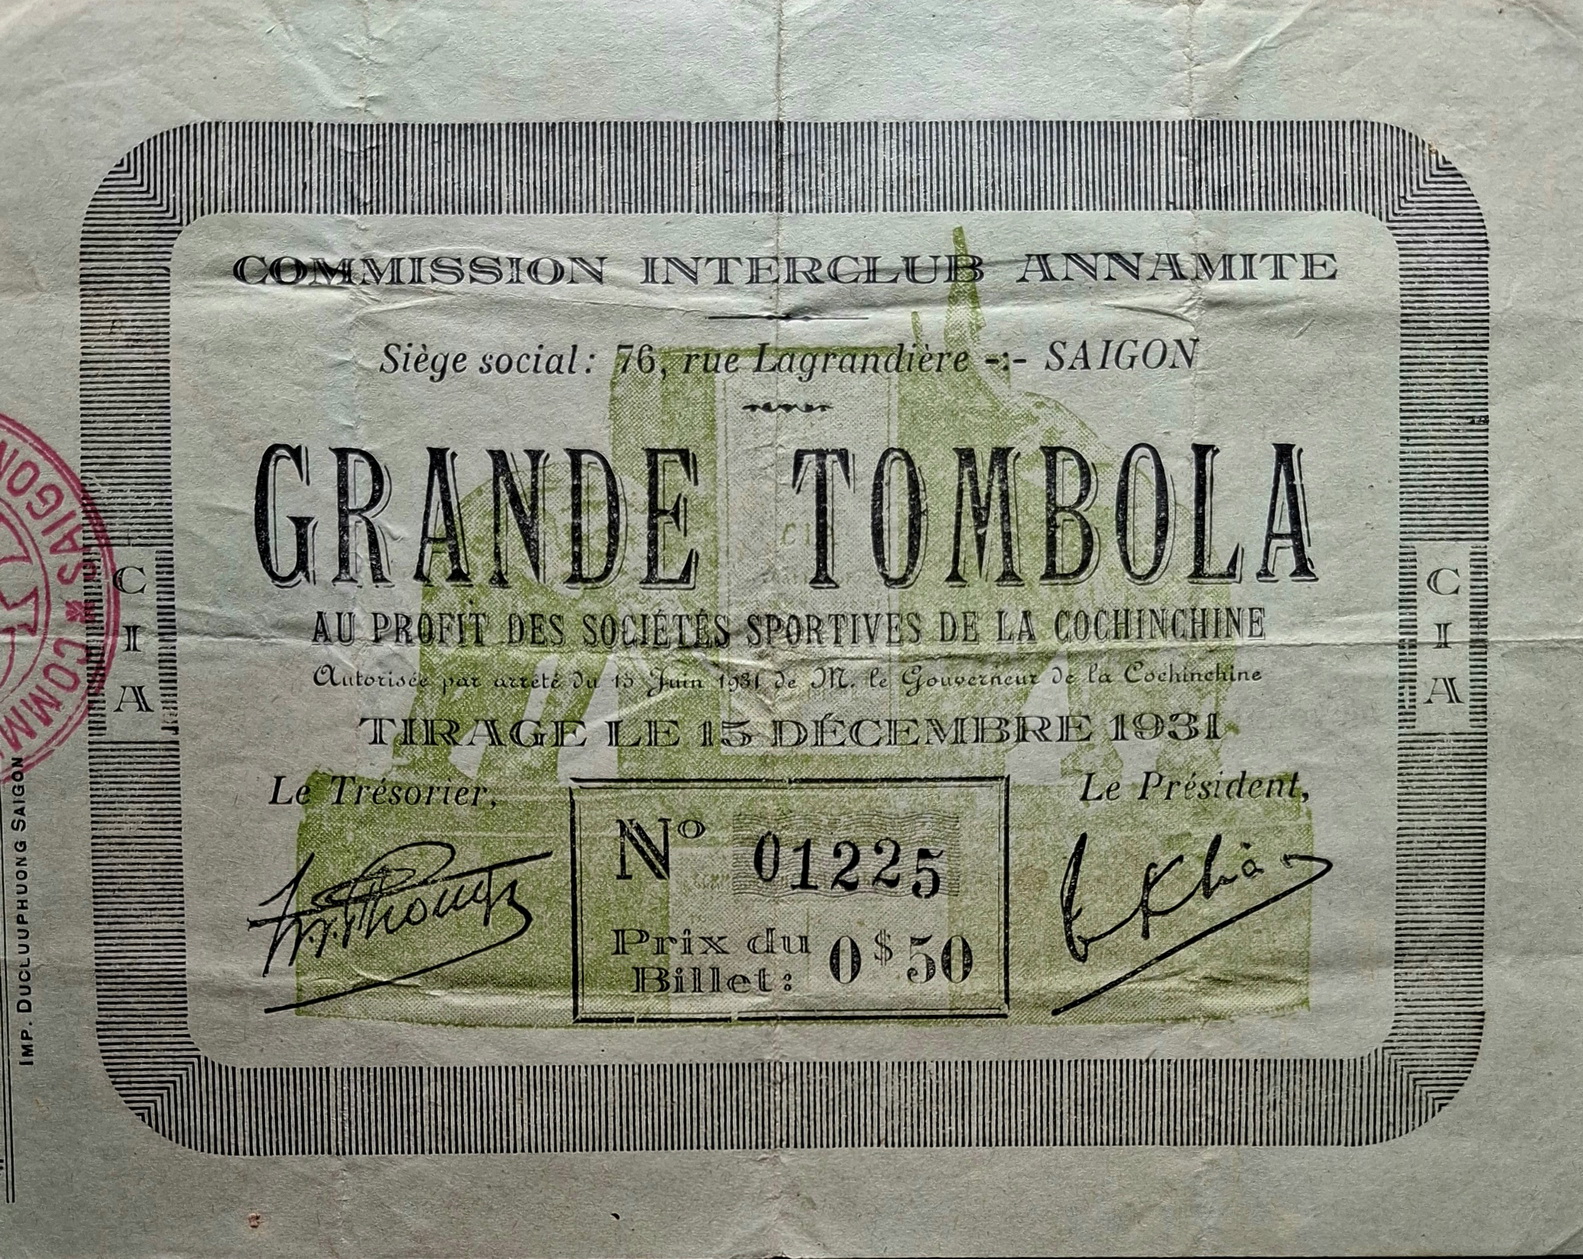 COMMISSION INTERCLUB ANNAMITE
Siège social: 76, rue Lagrandière -:- SAIGON
GRANDE TOMBOLA
AU PROFIT DES SOCIÉTÉS SPORTIVES DE LA COCHINCHINE
Autorisée par arrêté du 15 Juin 1931 de M. le Gouverneur de la Cochinchine
TIRAGE LE 15 DÉCEMBRE 1931
Le Trésorier,
Le Président,
Nº 01225
Prix du Billet: 0$50
CIA
CIA
SAIGON * COMM
IMP. DUCLUUPHUONG SAIGON